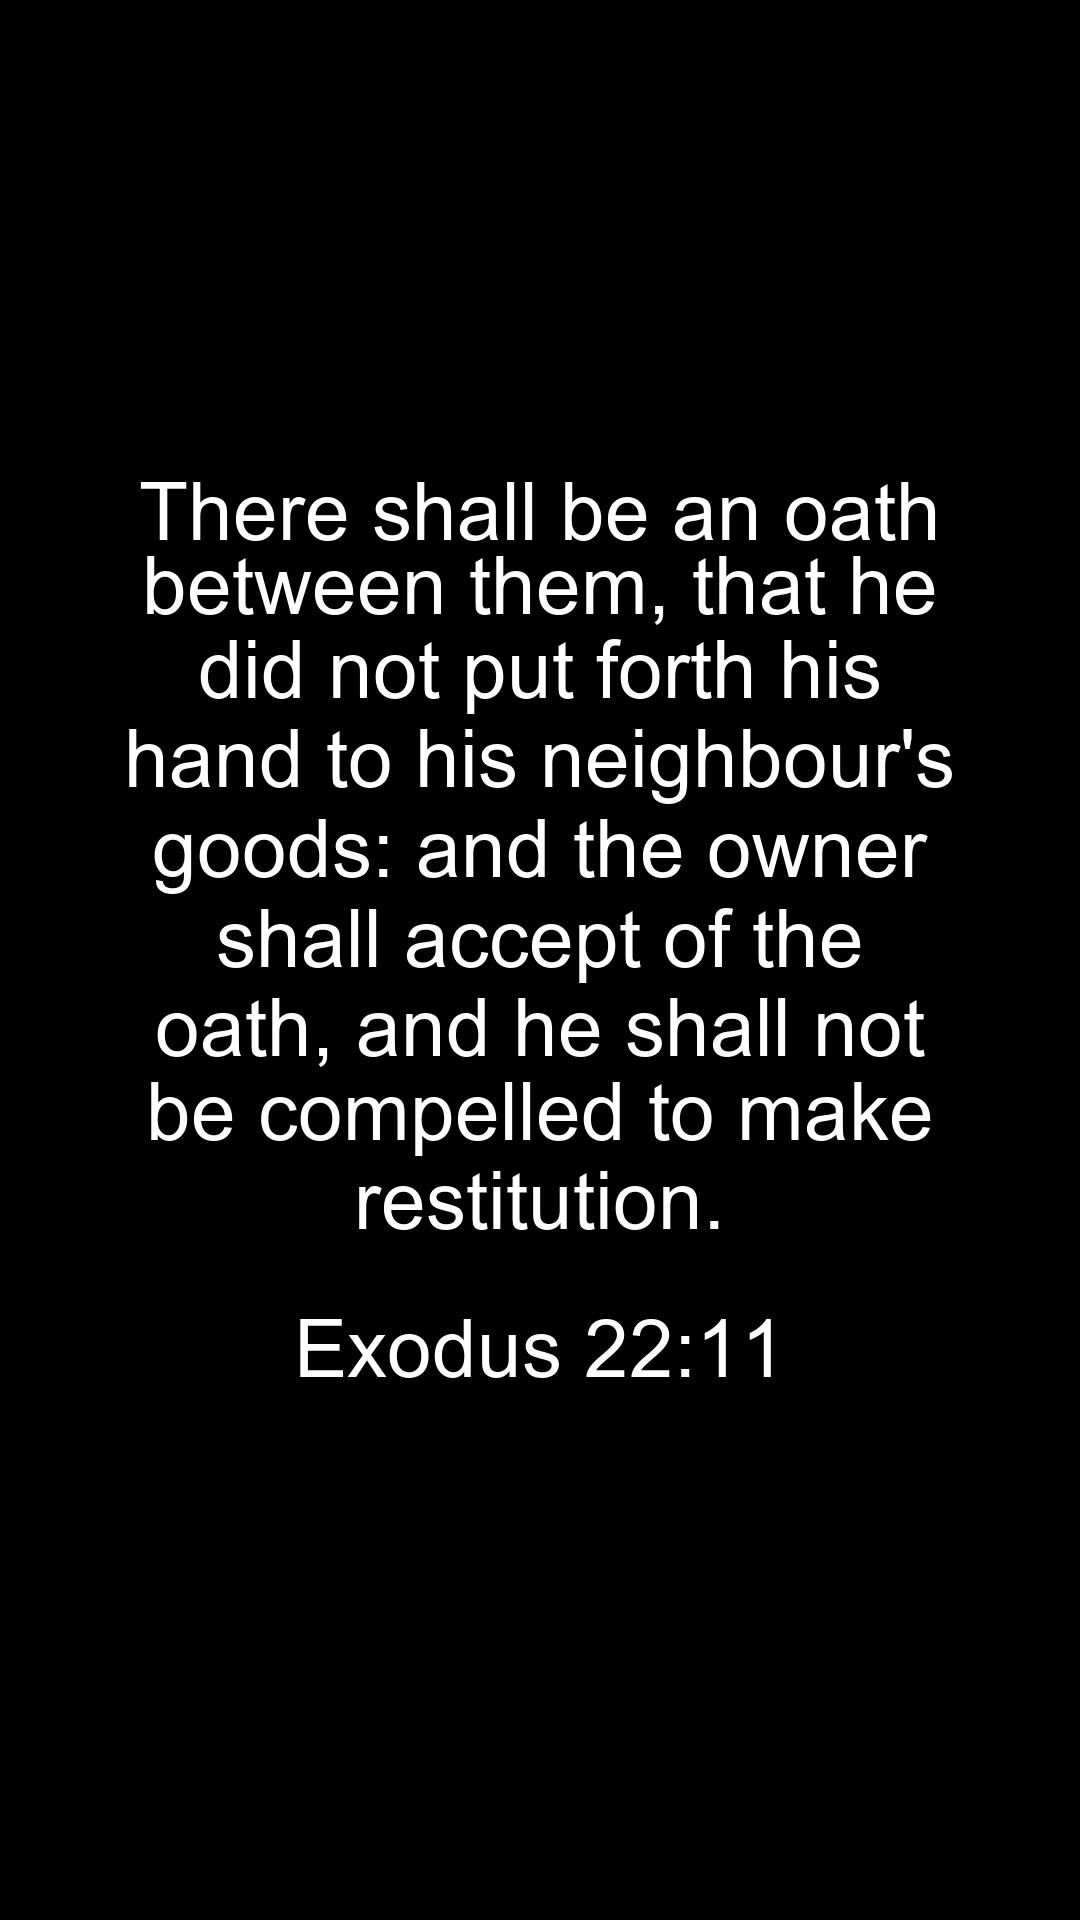 There shall be an oath
between them, that he
did not put forth his
hand to his neighbour's
goods: and the owner
shall accept of the
oath, and he shall not
be compelled to make
restitution.
Exodus 22:11